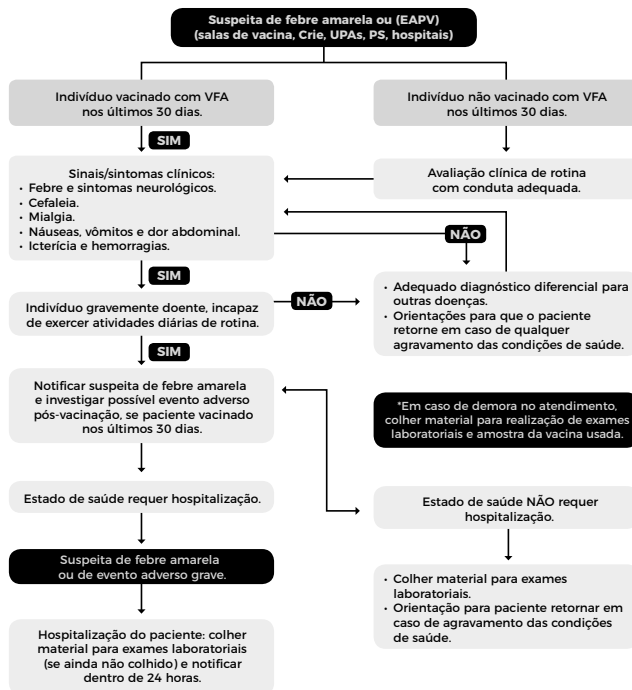 Suspeita de febre amarela ou (EAPV)
(salas de vacina, Crie, UPAs, PS, hospitais)
Indivíduo vacinado com VFA
nos últimos 30 dias.
Indivíduo não vacinado com VFA
nos últimos 30 dias.
SIM
Sinais/sintomas clínicos:
• Febre e sintomas neurológicos.
• Cefaleia.
• Mialgia.
• Náuseas, vômitos e dor abdominal.
• Icterícia e hemorragias.
Avaliação clínica de rotina
com conduta adequada.
NÃO
SIM
Indivíduo gravemente doente, incapaz
de exercer atividades diárias de rotina.
NÃO
• Adequado diagnóstico diferencial para
outras doenças.
• Orientações para que o paciente
retorne em caso de qualquer
agravamento das condições de saúde.
SIM
Notificar suspeita de febre amarela
e investigar possível evento adverso
pós-vacinação, se paciente vacinado
nos últimos 30 dias.
*Em caso de demora no atendimento,
colher material para realização de exames
laboratoriais e amostra da vacina usada.
Estado de saúde requer hospitalização.
Estado de saúde NÃO requer
hospitalização.
Suspeita de febre amarela
ou de evento adverso grave.
• Colher material para exames
laboratoriais.
• Orientação para paciente retornar em
caso de agravamento das condições
de saúde.
Hospitalização do paciente: colher
material para exames laboratoriais
(se ainda não colhido) e notificar
dentro de 24 horas.